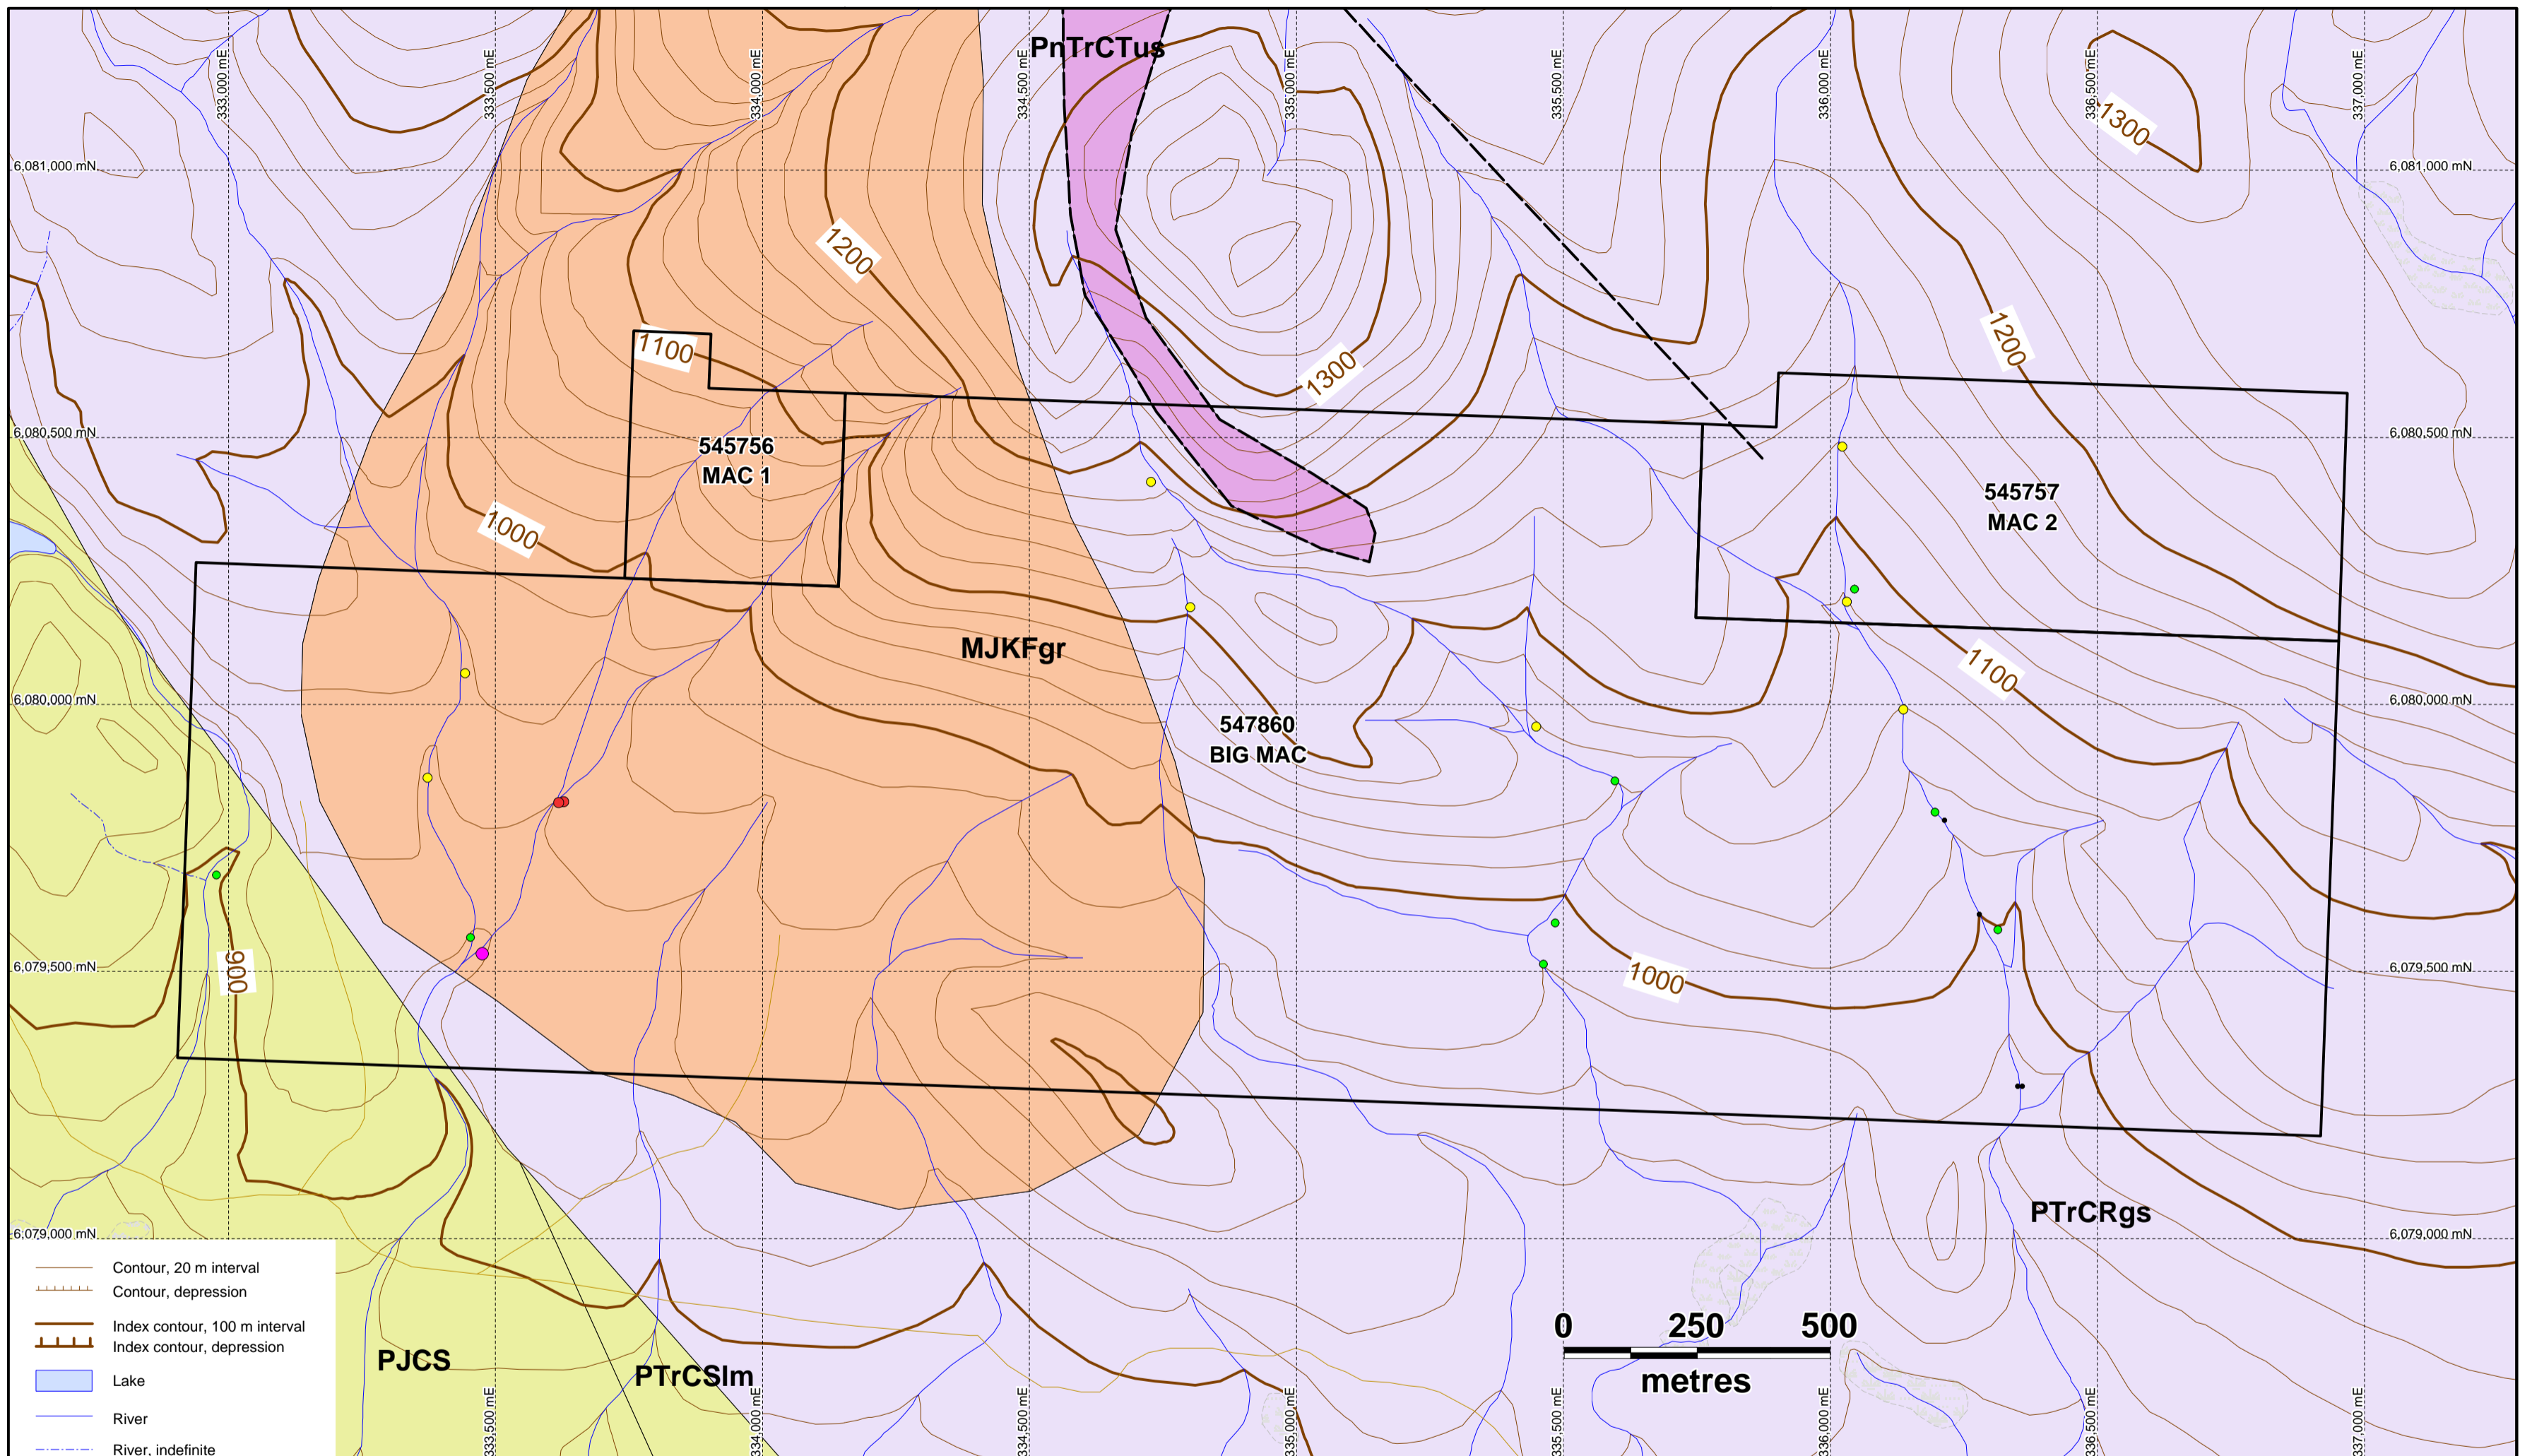 PnTrCTus
333,000 mE
333,500 mE
334,000 mE
334,500 mE
335,000 mE
335,500 mE
336,000 mE
336,500 mE
337,000 mE
1300
6,081,000 mN
6,081,000 mN
1200
1200
1100
1300
6,080,500 mN
6,080,500 mN
545756
MAC 1
545757
MAC 2
1000
MJKFgr
1100
6,080,000 mN
6,080,000 mN
547860
BIG MAC
900
1000
6,079,500 mN
6,079,500 mN
PTrCRgs
6,079,000 mN
6,079,000 mN
Contour, 20 m interval
Contour, depression
Index contour, 100 m interval
Index contour, depression
Lake
River
River, indefinite
PJCS
PTrCSlm
0 250 500
metres
333,500 mE
334,000 mE
334,500 mE
335,000 mE
335,500 mE
336,000 mE
336,500 mE
337,000 mE